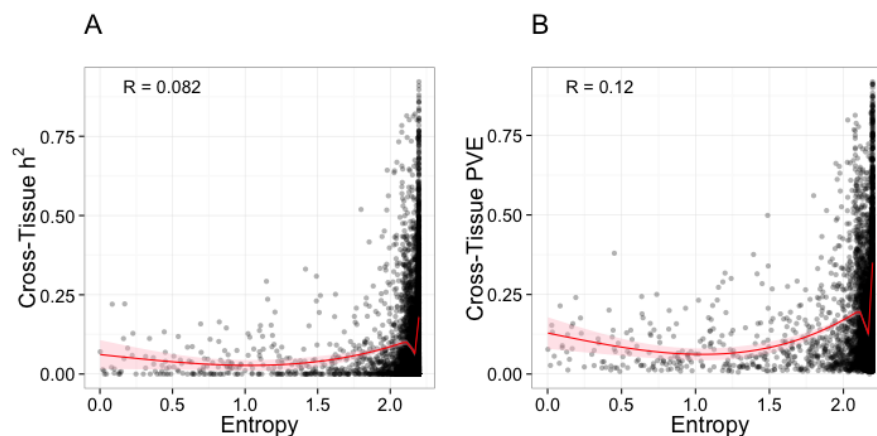 A
R = 0.082
Cross-Tissue h²
0.75
0.50
0.25
0.00
0.0 0.5 1.0 1.5 2.0
Entropy
B
R = 0.12
Cross-Tissue PVE
0.75
0.50
0.25
0.00
0.0 0.5 1.0 1.5 2.0
Entropy